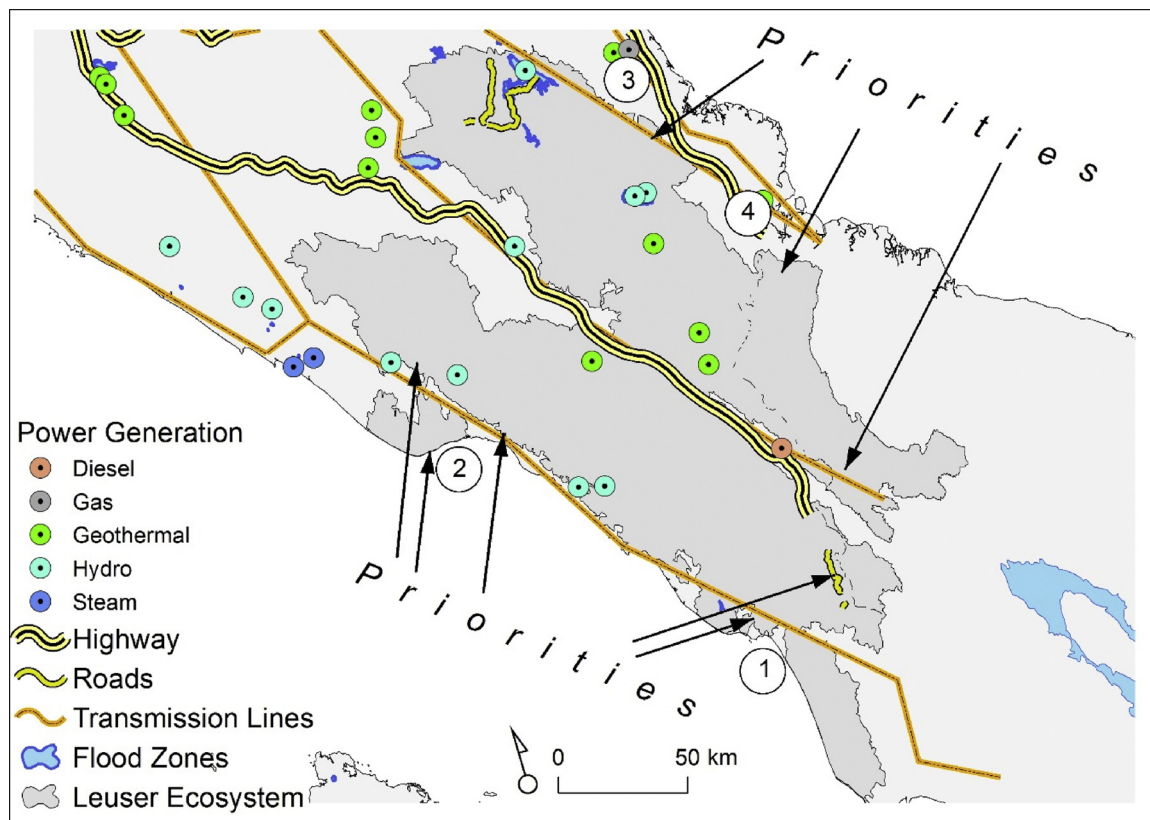 P r i o r i t i e s
3
4
2
1
P r i o r i t i e s
Power Generation
Diesel
Gas
Geothermal
Hydro
Steam
Highway
Roads
Transmission Lines
Flood Zones
Leuser Ecosystem
0 50 km